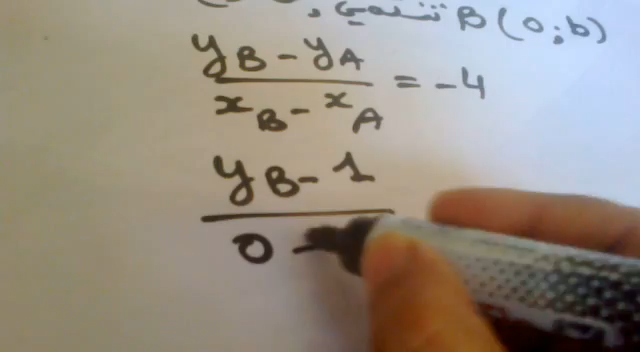 B(0;b) تنتمي
y_B - y_A / x_B - x_A = -4
y_B - 1 / 0 -